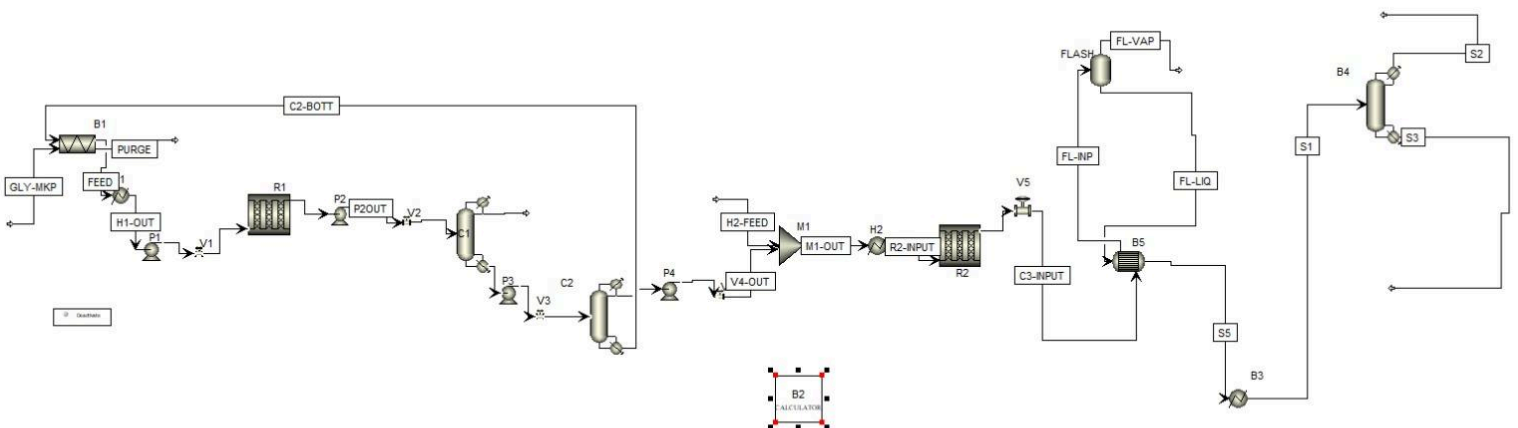 C2-BOTT
B1
PURGE
GLY-MKP
FEED
1
H1-OUT
P1
V1
R1
P2
P2OUT
V2
C1
P3
V3
C2
P4
V
V4-OUT
H2-FEED
M1
M1-OUT
H2
R2-INPUT
R2
V5
C3-INPUT
B5
FLASH
FL-VAP
FL-INP
FL-LIQ
S5
B3
S1
B4
S2
S3
B2
CALCULATOR